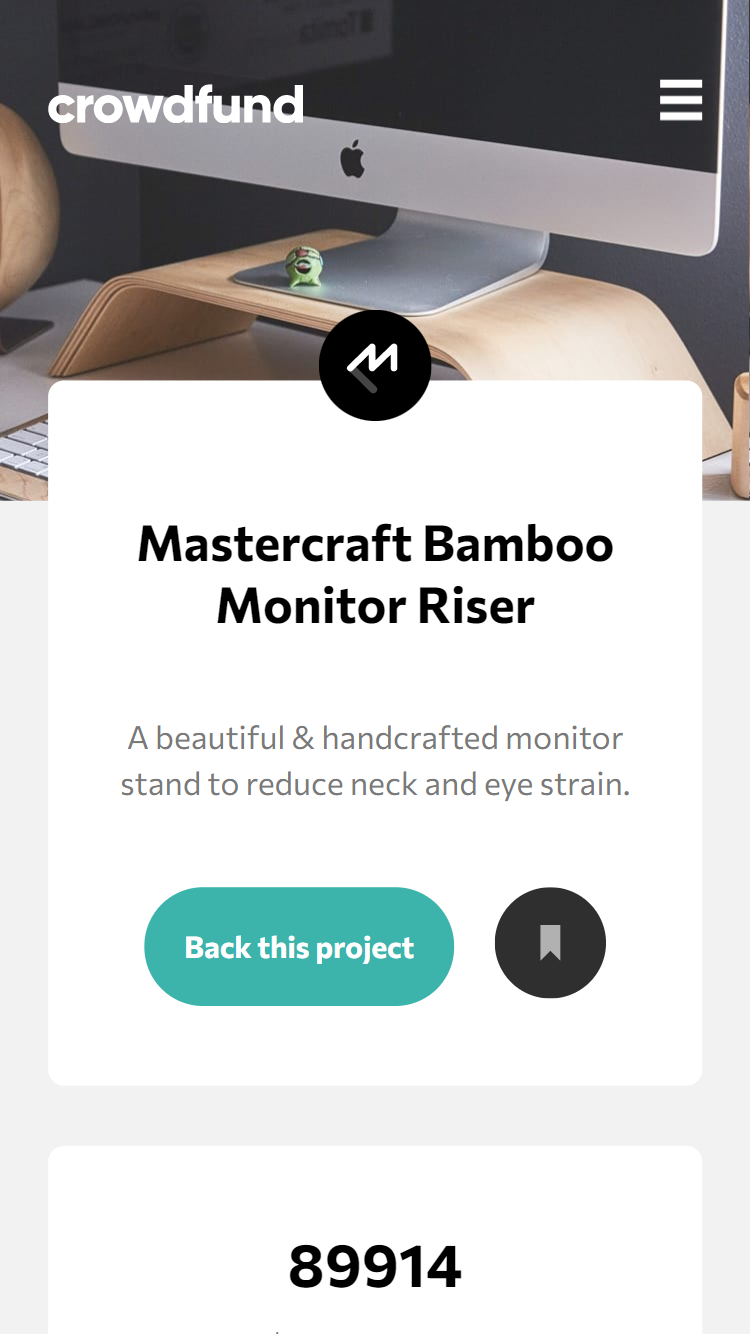 crowdfund
Mastercraft Bamboo
Monitor Riser
A beautiful & handcrafted monitor
stand to reduce neck and eye strain.
Back this project
89914